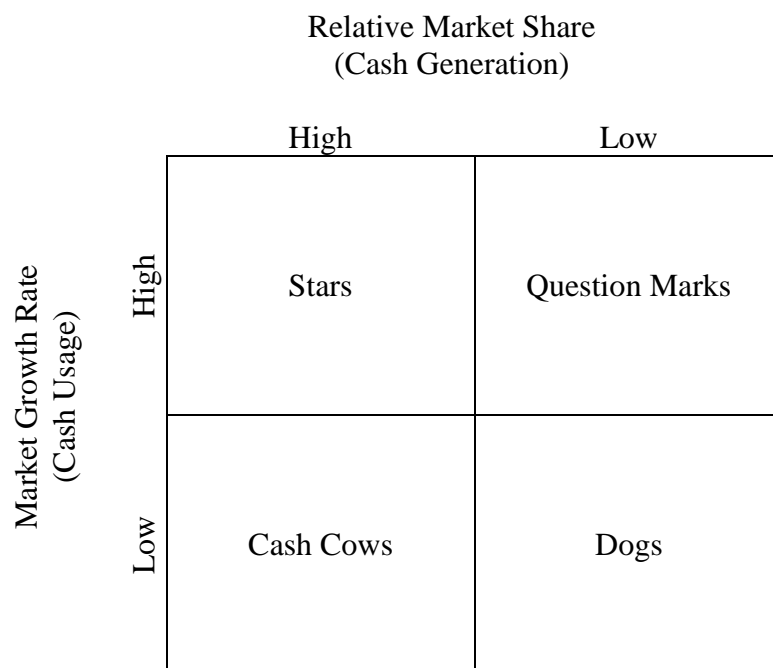 Relative Market Share
(Cash Generation)
High
Low
Market Growth Rate
(Cash Usage)
High
Stars
Question Marks
Low
Cash Cows
Dogs